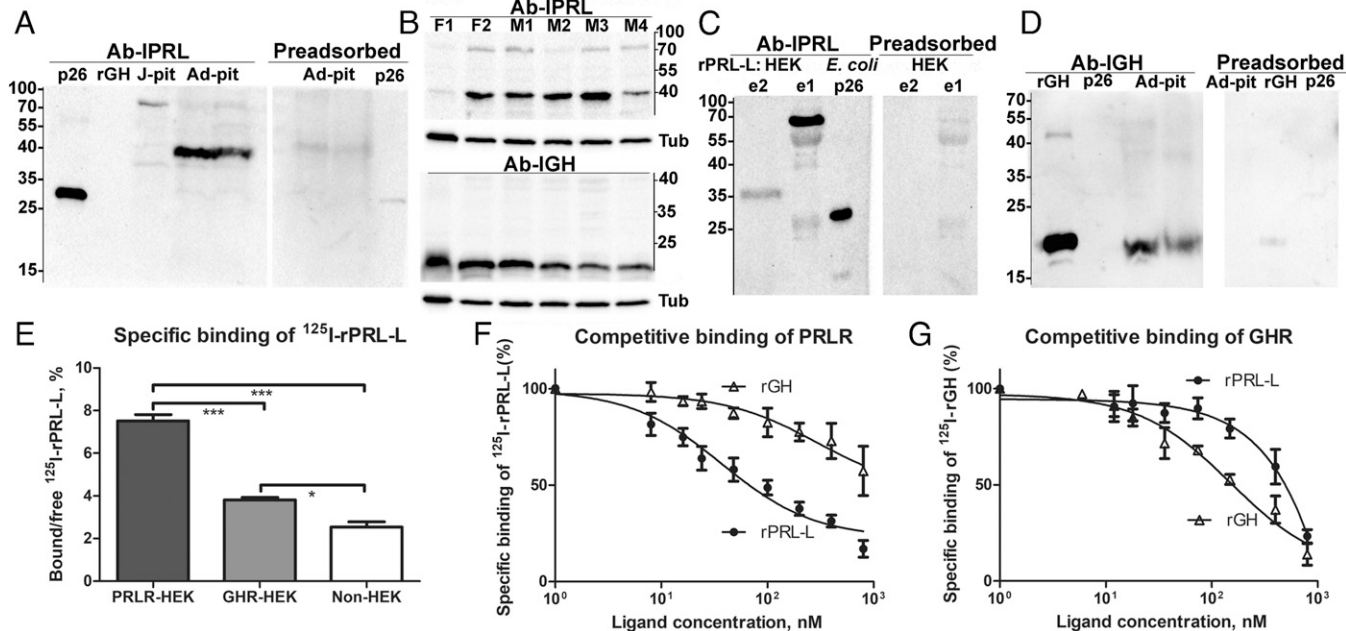 A
Ab-lPRL Preadsorbed
p26 rGH J-pit Ad-pit Ad-pit p26
100
70
55
40
35
25
15
B
Ab-lPRL
F1 F2 M1 M2 M3 M4
100
70
55
40
Tub
Ab-lGH
40
35
25
Tub
C
Ab-lPRL Preadsorbed
rPRL-L: HEK E. coli HEK
e2 e1 p26 e2 e1
100
70
55
40
35
25
D
Ab-lGH Preadsorbed
rGH p26 Ad-pit Ad-pit rGH p26
70
55
40
35
25
15
E Specific binding of ¹²⁵I-rPRL-L
Bound/free ¹²⁵I-rPRL-L, %
10
8
6
4
2
0
***
***
*
PRLR-HEK GHR-HEK Non-HEK
F Competitive binding of PRLR
Specific binding of ¹²⁵I-rPRL-L(%)
100
50
0
rGH
rPRL-L
10⁰ 10¹ 10² 10³
Ligand concentration, nM
G Competitive binding of GHR
Specific binding of ¹²⁵I-rGH (%)
100
50
0
rPRL-L
rGH
10⁰ 10¹ 10² 10³
Ligand concentration, nM